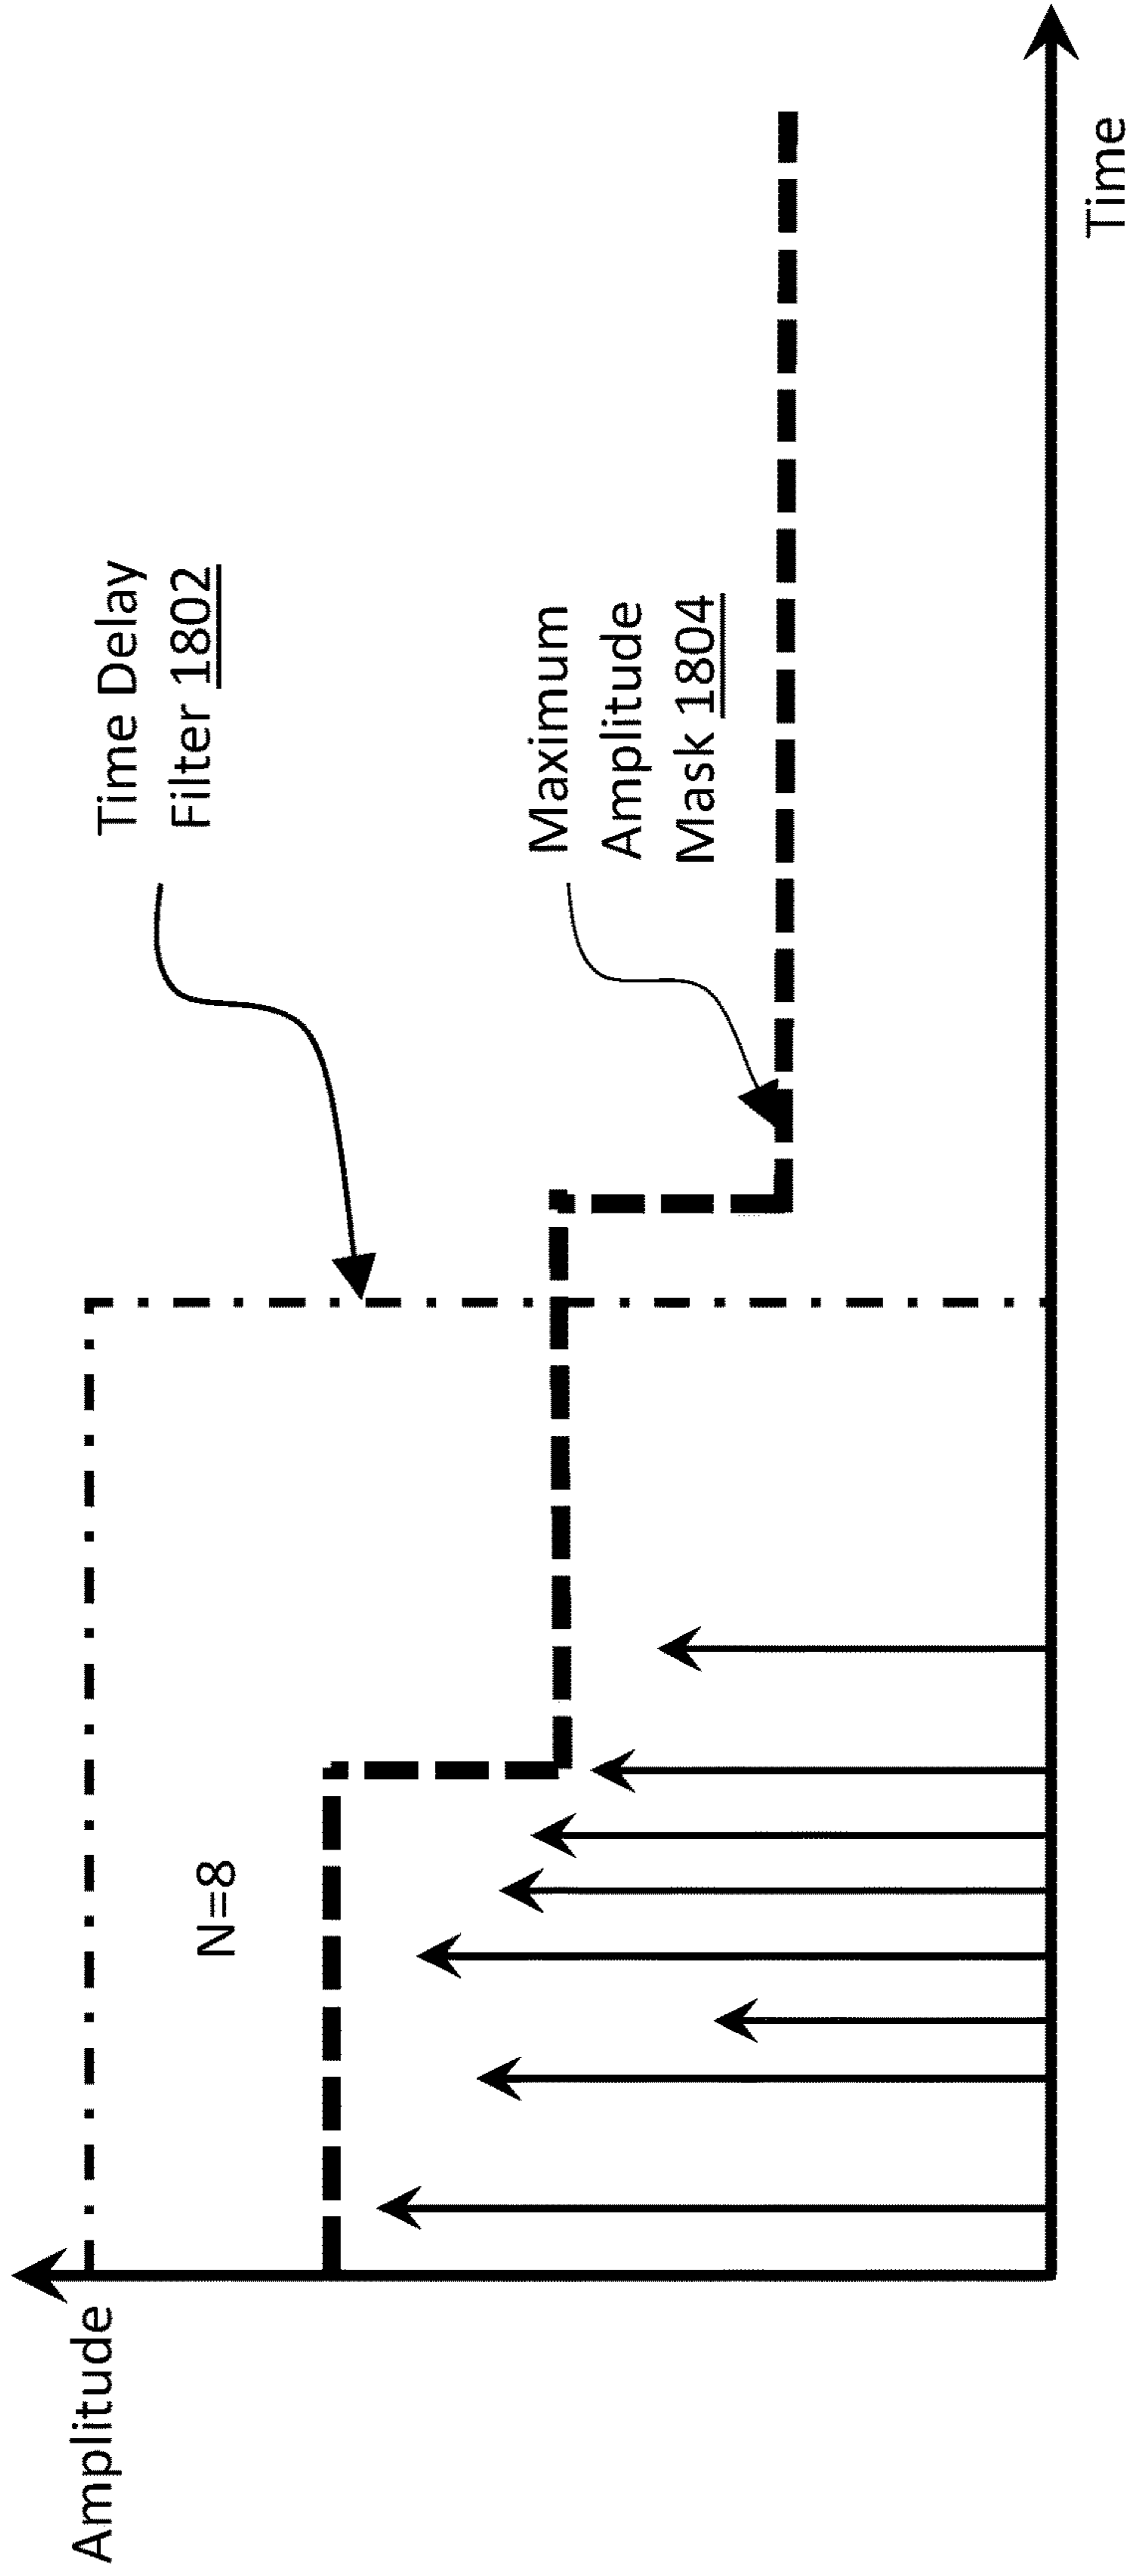 Amplitude
N=8
Time Delay
Filter 1802
Maximum
Amplitude
Mask 1804
Time